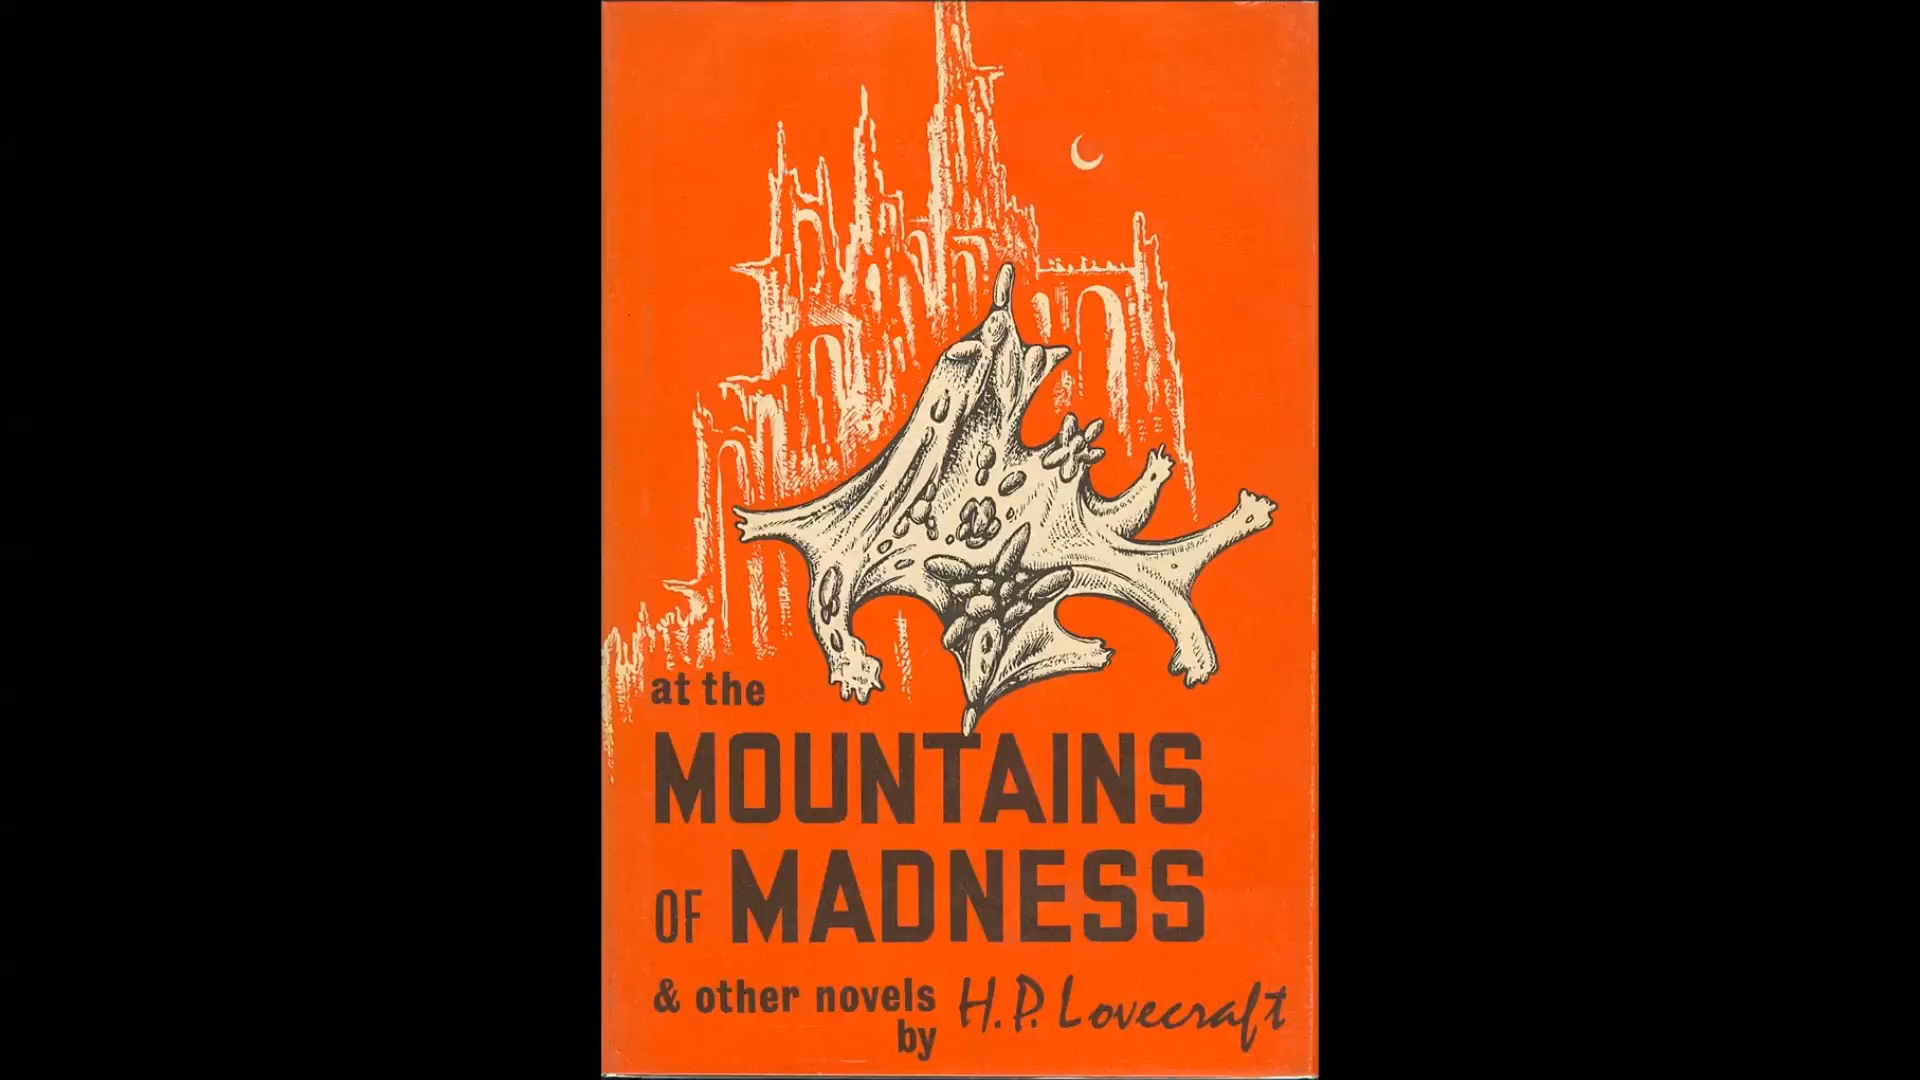 at the
MOUNTAINS
OF MADNESS
& other novels
by H.P. Lovecraft